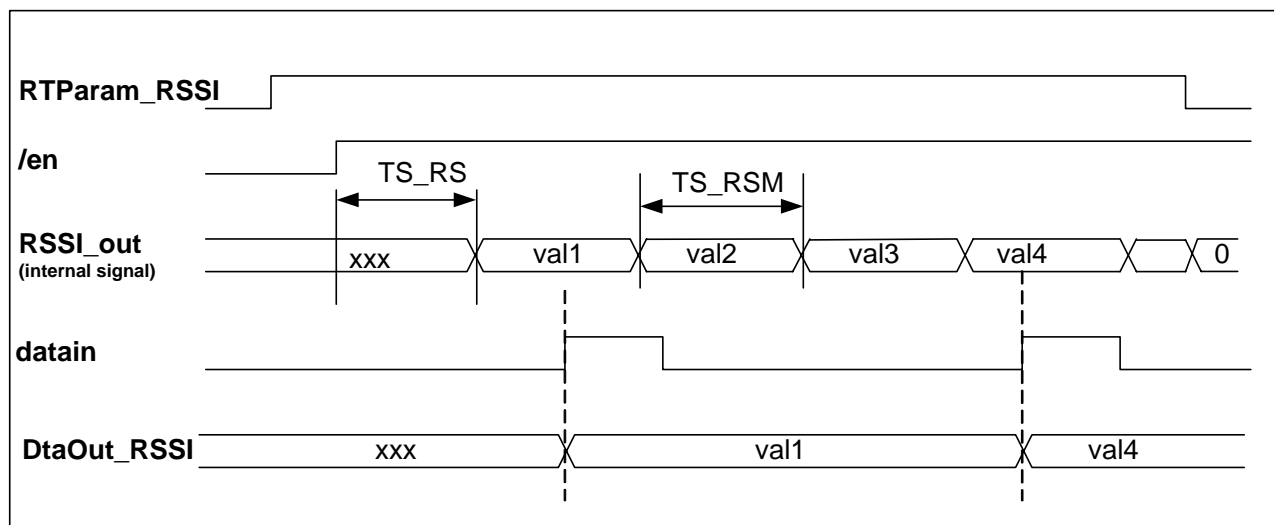 RTParam_RSSI
/en
TS_RS
TS_RSM
RSSI_out
(internal signal)
xxx val1 val2 val3 val4 0
datain
DtaOut_RSSI xxx val1 val4